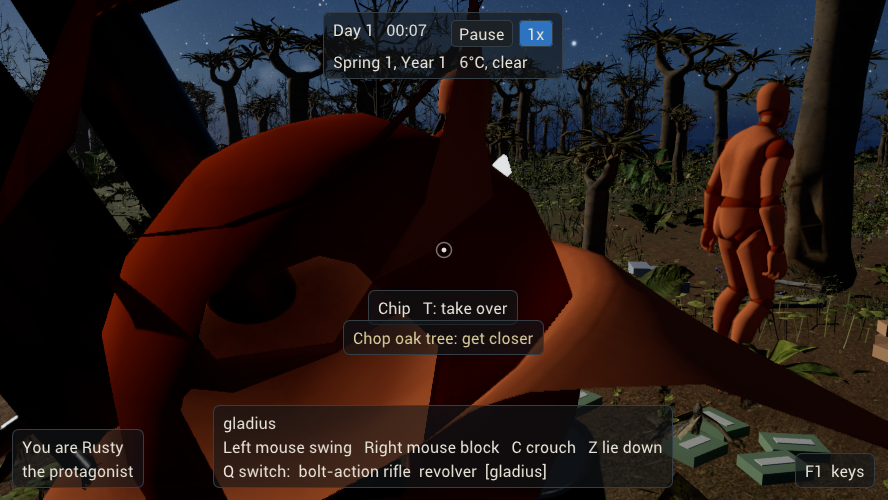 Day 1 00:07 Pause 1x
Spring 1, Year 1 6°C, clear
Chip T: take over
Chop oak tree: get closer
gladius
Left mouse swing Right mouse block C crouch Z lie down
Q switch: bolt-action rifle revolver [gladius]
You are Rusty
the protagonist
F1 keys